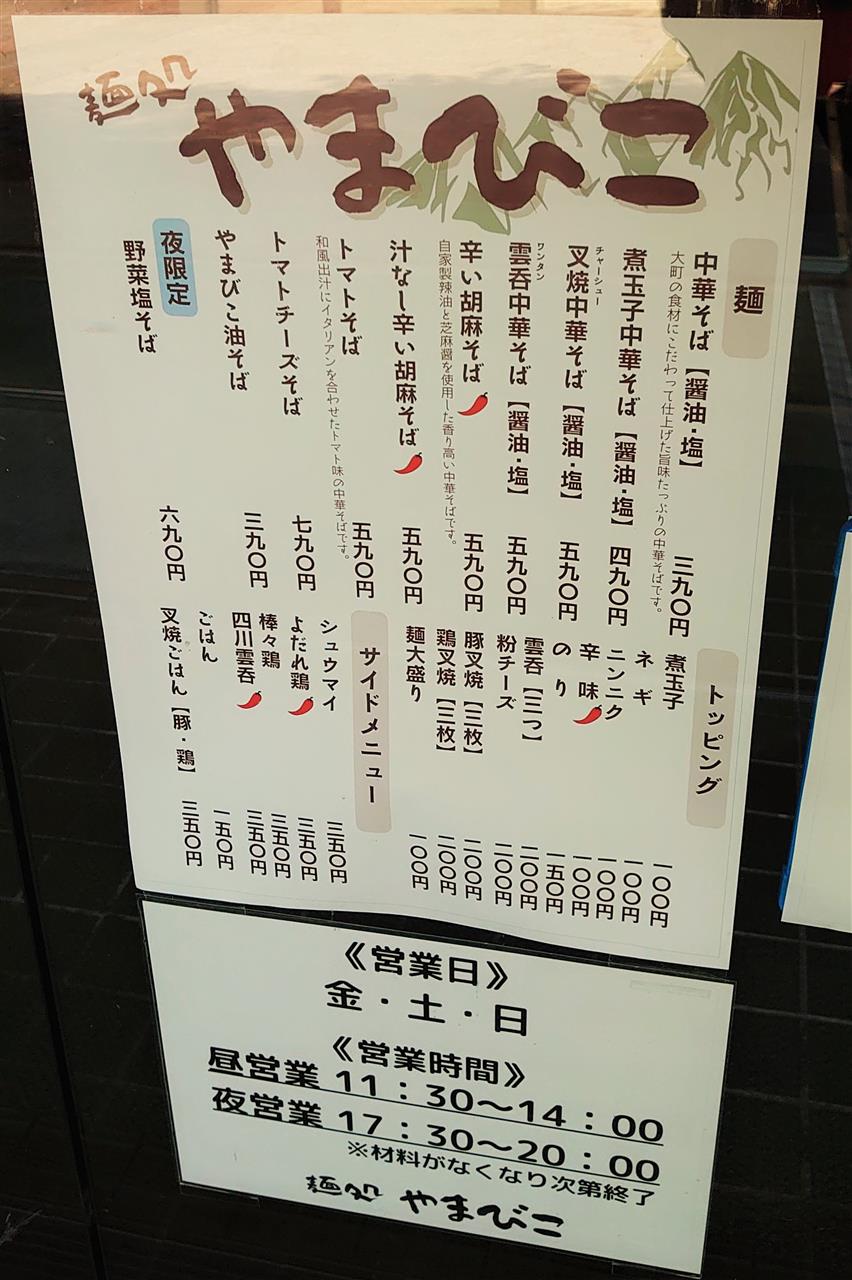 麺処
やまびこ
麺
中華そば【醤油・塩】 三九〇円
大町の食材にこだわって仕上げた旨味たっぷりの中華そばです。
煮玉子中華そば【醤油・塩】 四九〇円
チャーシュー
叉焼中華そば【醤油・塩】 五九〇円
ワンタン
雲呑中華そば【醤油・塩】 五九〇円
辛い胡麻そば 五九〇円
自家製辣油と芝麻醤を使用した香り高い中華そばです。
汁なし辛い胡麻そば 五九〇円
トマトそば 五九〇円
和風出汁にイタリアンを合わせたトマト味の中華そばです。
トマトチーズそば 七九〇円
やまびこ油そば 三九〇円
夜限定
野菜塩そば 六九〇円
トッピング
煮玉子 一〇〇円
ネギ 一〇〇円
ニンニク 一〇〇円
辛味 一〇〇円
のり 一五〇円
雲呑【三つ】 二〇〇円
粉チーズ 一〇〇円
豚叉焼【三枚】 二〇〇円
鶏叉焼【三枚】 二〇〇円
麺大盛り 一〇〇円
サイドメニュー
シュウマイ 三五〇円
よだれ鶏 三五〇円
棒々鶏 三五〇円
四川雲呑 三五〇円
ごはん 一五〇円
叉焼ごはん【豚・鶏】 三五〇円
《営業日》
金・土・日
《営業時間》
昼営業 11：30～14：00
夜営業 17：30～20：00
※材料がなくなり次第終了
麺処 やまびこ